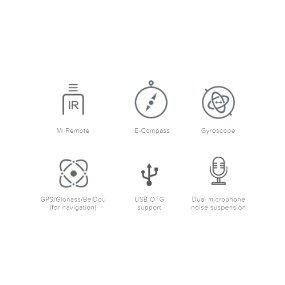 IR
Mi Remote
E-Compass
Gyroscope
GPS/Glonass/BeiDou
(for navigation)
USB OTG
support
Dual microphone
noise suspension